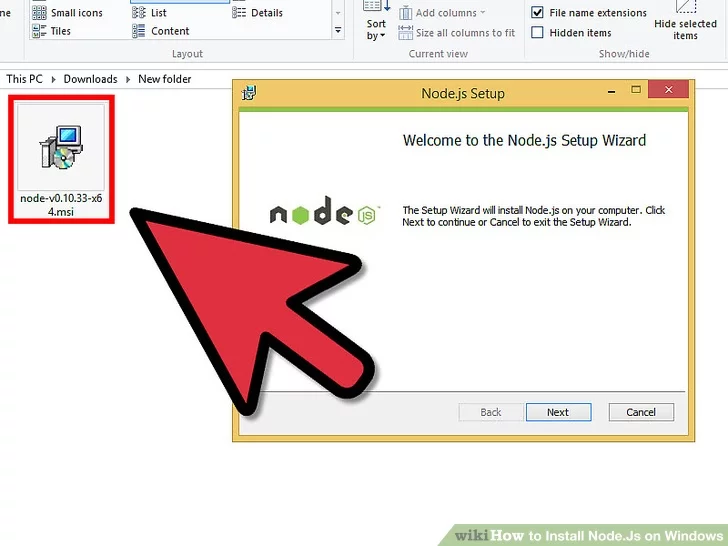 Small icons
List
Details
Tiles
Content
Layout
Sort
by
Add columns
Size all columns to fit
Current view
File name extensions
Hidden items
Hide selected
items
Show/hide
This PC
Downloads
New folder
node-v0.10.33-x6
4.msi
Node.js Setup
Welcome to the Node.js Setup Wizard
node JS
The Setup Wizard will install Node.js on your computer. Click
Next to continue or Cancel to exit the Setup Wizard.
Back
Next
Cancel
wikiHow to Install Node.Js on Windows